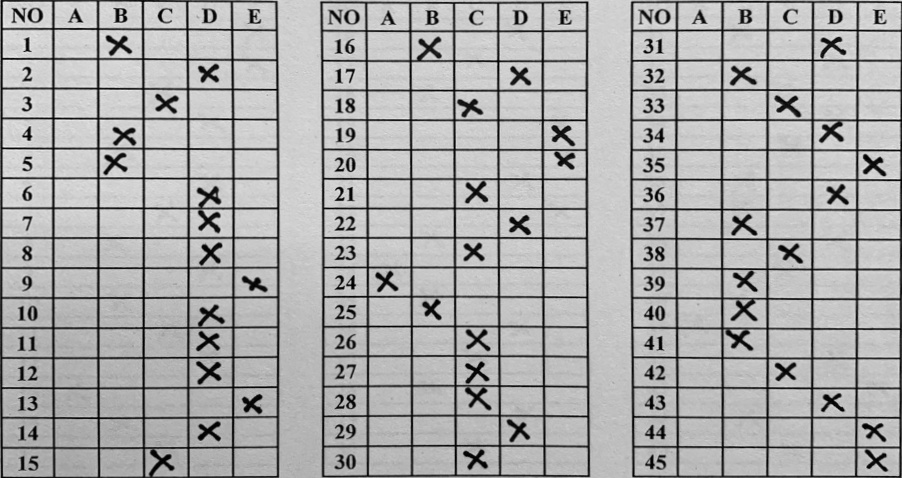 NO A B C D E
1 X
2 X
3 X
4 X
5 X
6 X
7 X
8 X
9 X
10 X
11 X
12 X
13 X
14 X
15 X
NO A B C D E
16 X
17 X
18 X
19 X
20 X
21 X
22 X
23 X
24 X
25 X
26 X
27 X
28 X
29 X
30 X
NO A B C D E
31 X
32 X
33 X
34 X
35 X
36 X
37 X
38 X
39 X
40 X
41 X
42 X
43 X
44 X
45 X